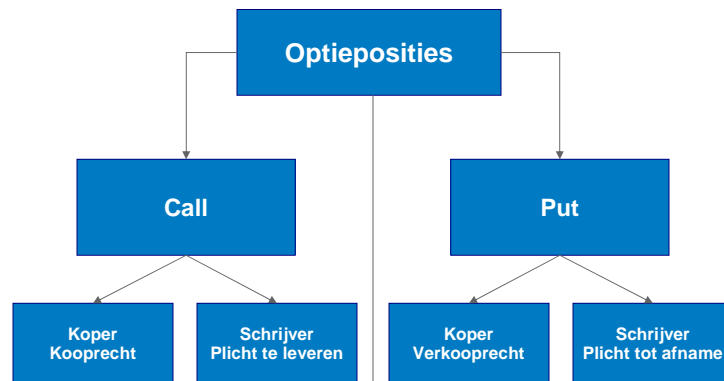 Optieposities
Call
Put
Koper
Kooprecht
Schrijver
Plicht te leveren
Koper
Verkooprecht
Schrijver
Plicht tot afname